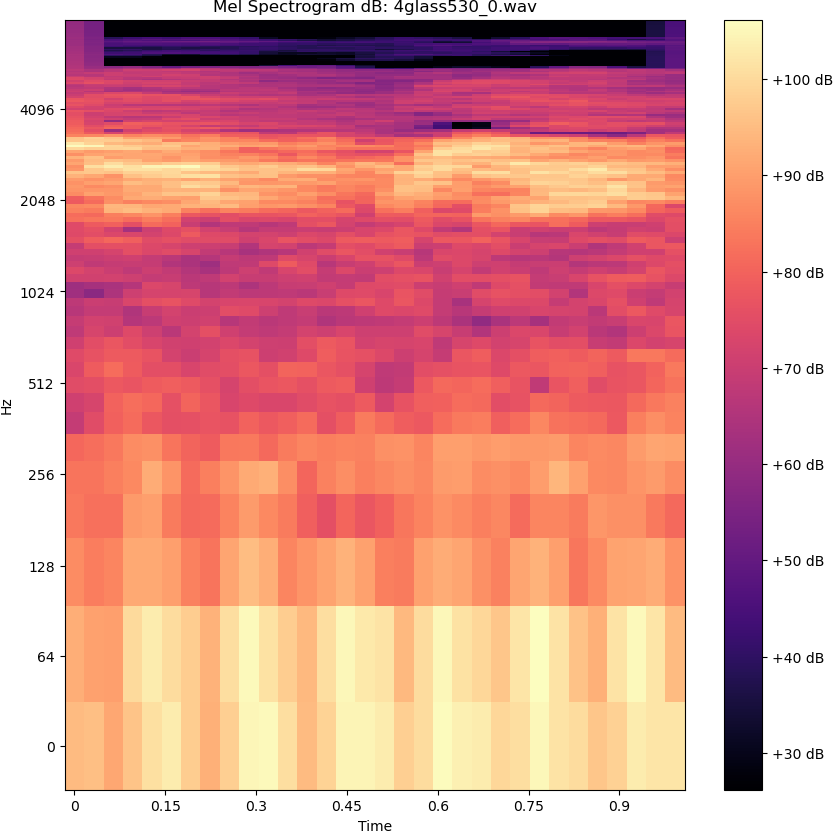 Mel Spectrogram dB: 4glass530_0.wav
4096
2048
1024
512
256
128
64
0
Hz
0
0.15
0.3
0.45
0.6
0.75
0.9
Time
+100 dB
+90 dB
+80 dB
+70 dB
+60 dB
+50 dB
+40 dB
+30 dB